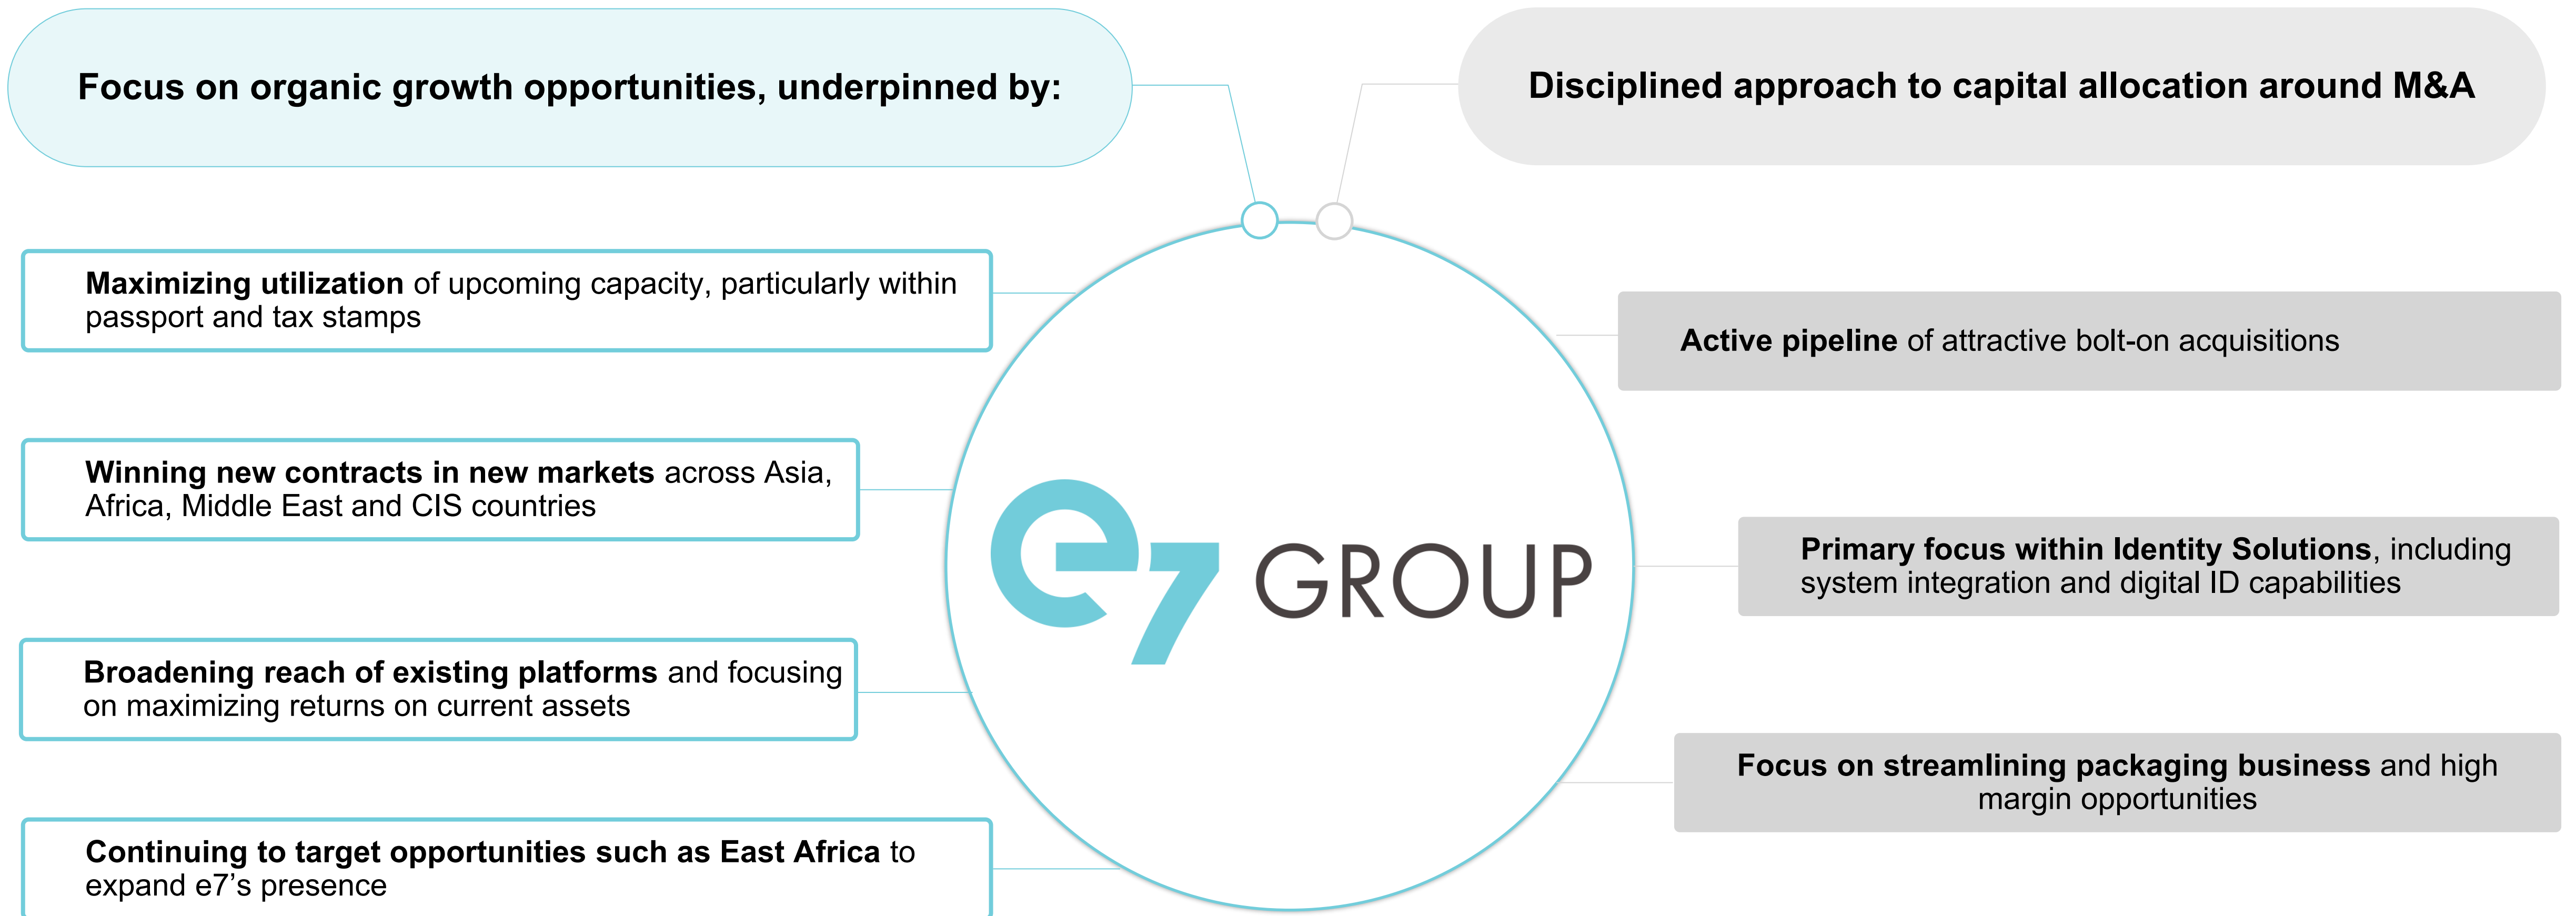 Focus on organic growth opportunities, underpinned by:
Maximizing utilization of upcoming capacity, particularly within
passport and tax stamps
Winning new contracts in new markets across Asia,
Africa, Middle East and CIS countries
Broadening reach of existing platforms and focusing
on maximizing returns on current assets
Continuing to target opportunities such as East Africa to
expand e7’s presence
e7 GROUP
Disciplined approach to capital allocation around M&A
Active pipeline of attractive bolt-on acquisitions
Primary focus within Identity Solutions, including
system integration and digital ID capabilities
Focus on streamlining packaging business and high
margin opportunities